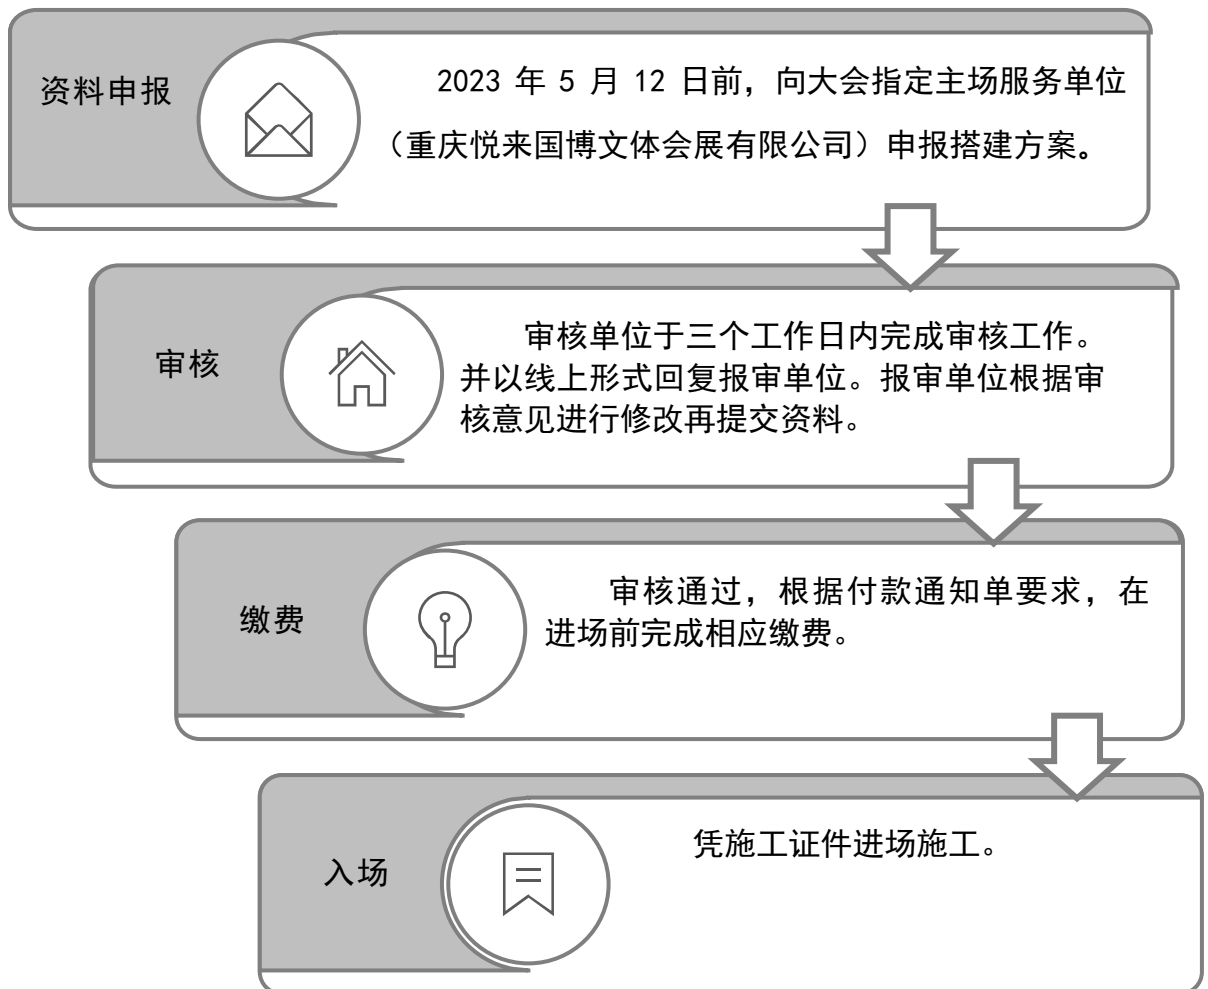 资料申报
2023 年 5 月 12 日前，向大会指定主场服务单位
（重庆悦来国博文体会展有限公司）申报搭建方案。
审核
审核单位于三个工作日内完成审核工作。
并以线上形式回复报审单位。报审单位根据审
核意见进行修改再提交资料。
缴费
审核通过，根据付款通知单要求，在
进场前完成相应缴费。
入场
凭施工证件进场施工。